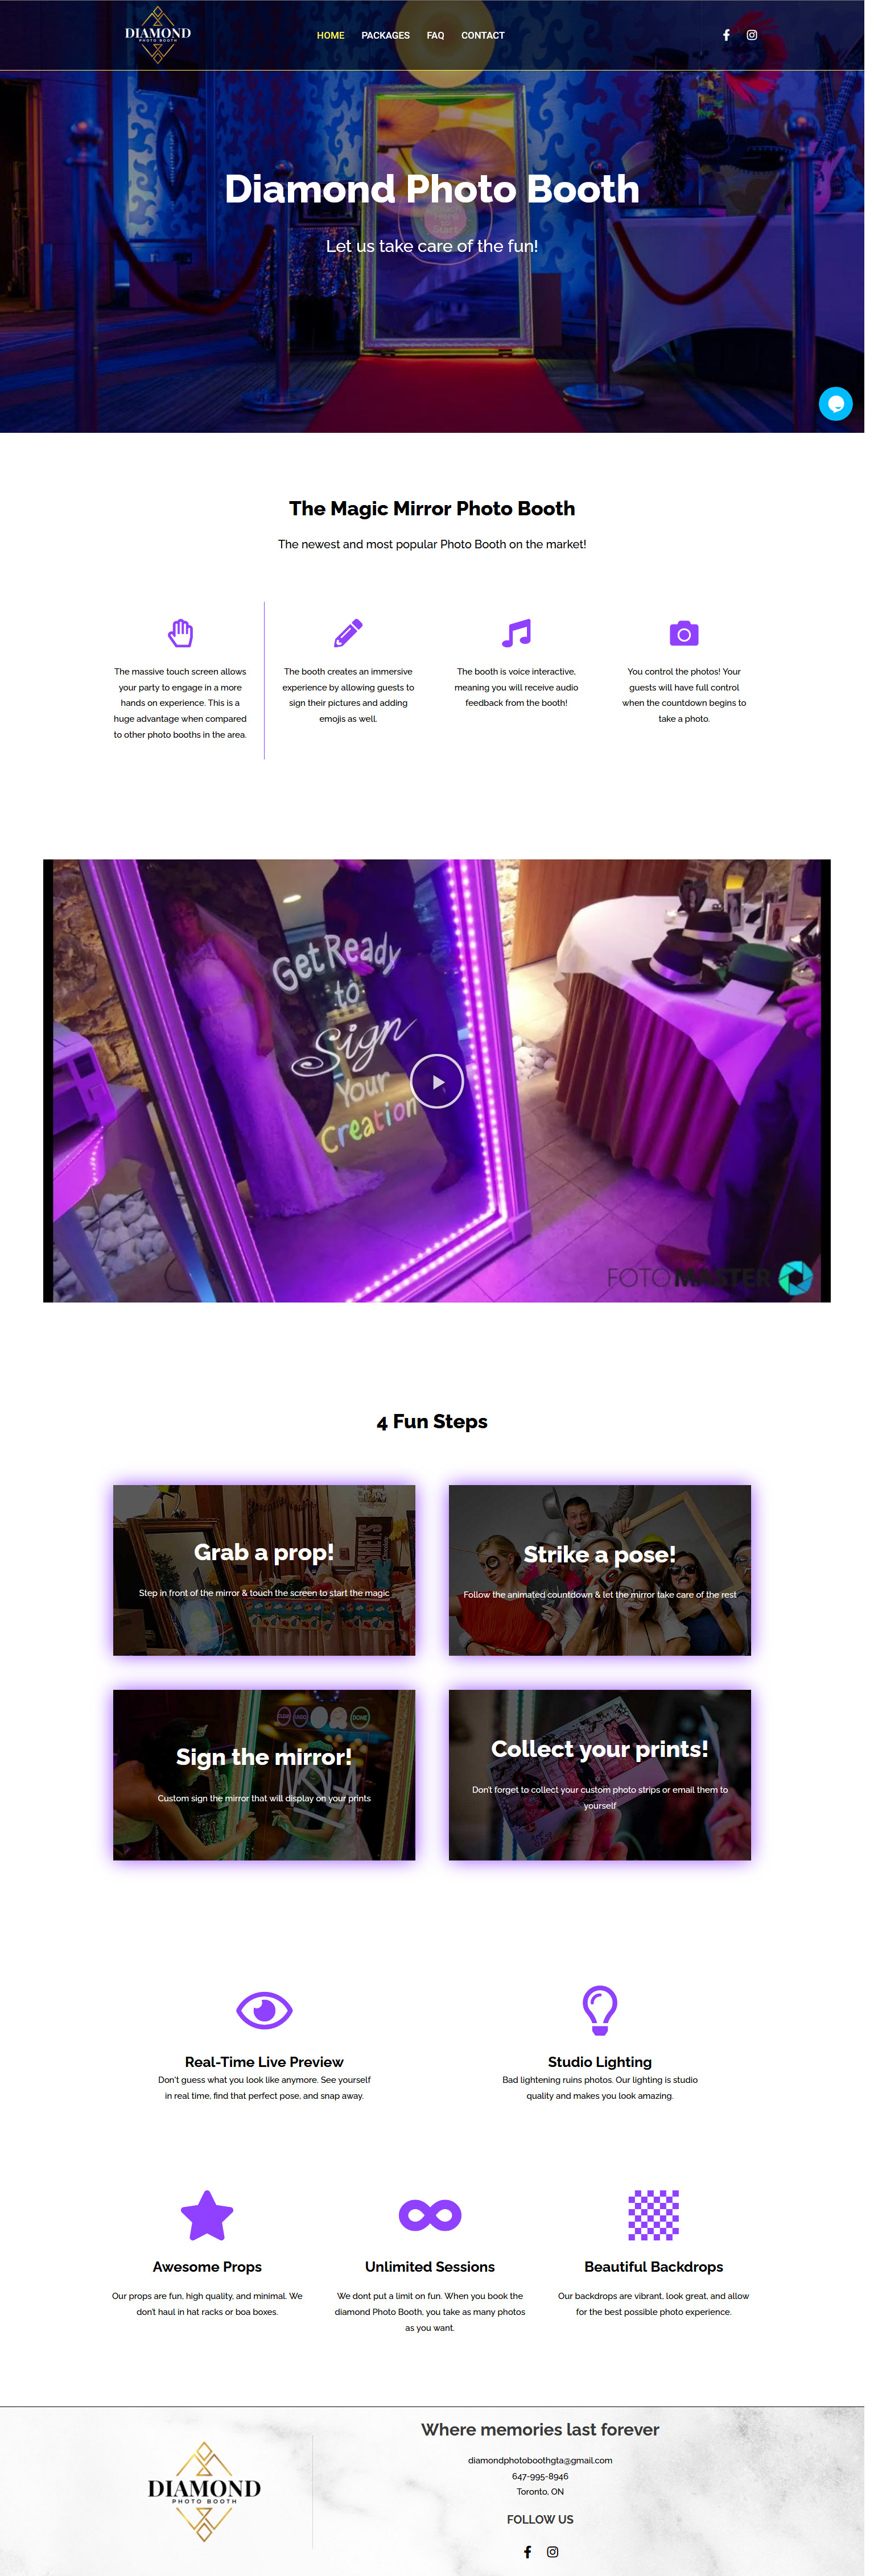 DIAMOND
PHOTO BOOTH
HOME
PACKAGES
FAQ
CONTACT
Diamond Photo Booth
Let us take care of the fun!
The Magic Mirror Photo Booth
The newest and most popular Photo Booth on the market!
The massive touch screen allows
your party to engage in a more
hands on experience. This is a
huge advantage when compared
to other photo booths in the area.
The booth creates an immersive
experience by allowing guests to
sign their pictures and adding
emojis as well.
The booth is voice interactive,
meaning you will receive audio
feedback from the booth!
You control the photos! Your
guests will have full control
when the countdown begins to
take a photo.
Get Ready
to
Sign
Your
Creation
FOTOMASTER
4 Fun Steps
Grab a prop!
Step in front of the mirror & touch the screen to start the magic
Strike a pose!
Follow the animated countdown & let the mirror take care of the rest
DONE
Sign the mirror!
Custom sign the mirror that will display on your prints
Collect your prints!
Don't forget to collect your custom photo strips or email them to
yourself
Real-Time Live Preview
Don't guess what you look like anymore. See yourself
in real time, find that perfect pose, and snap away.
Studio Lighting
Bad lightening ruins photos. Our lighting is studio
quality and makes you look amazing.
Awesome Props
Our props are fun, high quality, and minimal. We
don't haul in hat racks or boa boxes.
Unlimited Sessions
We dont put a limit on fun. When you book the
diamond Photo Booth, you take as many photos
as you want.
Beautiful Backdrops
Our backdrops are vibrant, look great, and allow
for the best possible photo experience.
DIAMOND
PHOTO BOOTH
Where memories last forever
diamondphotoboothgta@gmail.com
647-995-8946
Toronto, ON
FOLLOW US